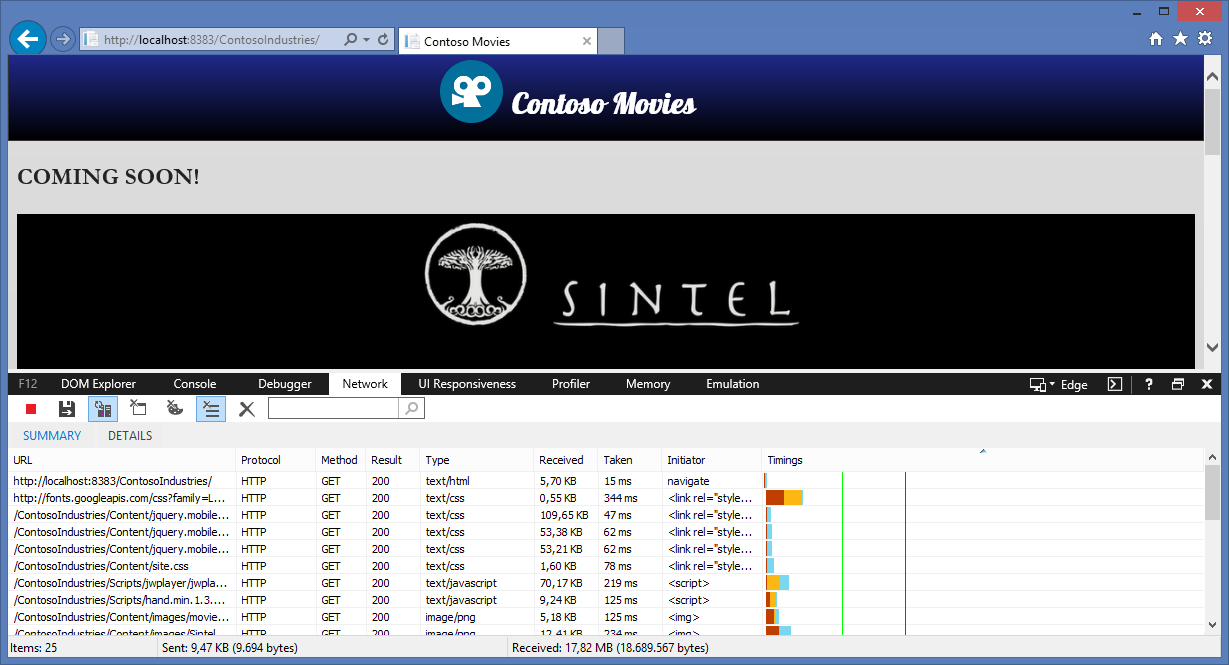 http://localhost:8383/ContosoIndustries/
Contoso Movies
Contoso Movies
COMING SOON!
SINTEL
F12 DOM Explorer Console Debugger Network UI Responsiveness Profiler Memory Emulation Edge ?
SUMMARY DETAILS
URL Protocol Method Result Type Received Taken Initiator Timings
http://localhost:8383/ContosoIndustries/ HTTP GET 200 text/html 5,70 KB 15 ms navigate
http://fonts.googleapis.com/css?family=L... HTTP GET 200 text/css 0,55 KB 344 ms <link rel="style...
/ContosoIndustries/Content/jquery.mobile... HTTP GET 200 text/css 109,65 KB 47 ms <link rel="style...
/ContosoIndustries/Content/jquery.mobile... HTTP GET 200 text/css 53,38 KB 62 ms <link rel="style...
/ContosoIndustries/Content/jquery.mobile... HTTP GET 200 text/css 53,21 KB 62 ms <link rel="style...
/ContosoIndustries/Content/site.css HTTP GET 200 text/css 1,60 KB 78 ms <link rel="style...
/ContosoIndustries/Scripts/jwplayer/jwpla... HTTP GET 200 text/javascript 70,17 KB 219 ms <script>
/ContosoIndustries/Scripts/hand.min.1.3.... HTTP GET 200 text/javascript 9,24 KB 125 ms <script>
/ContosoIndustries/Content/images/movie... HTTP GET 200 image/png 5,18 KB 125 ms <img>
/ContosoIndustries/Content/images/Sintel... HTTP GET 200 image/png 12,41 KB 234 ms <img>
Items: 25 Sent: 9,47 KB (9.694 bytes) Received: 17,82 MB (18.689.567 bytes)